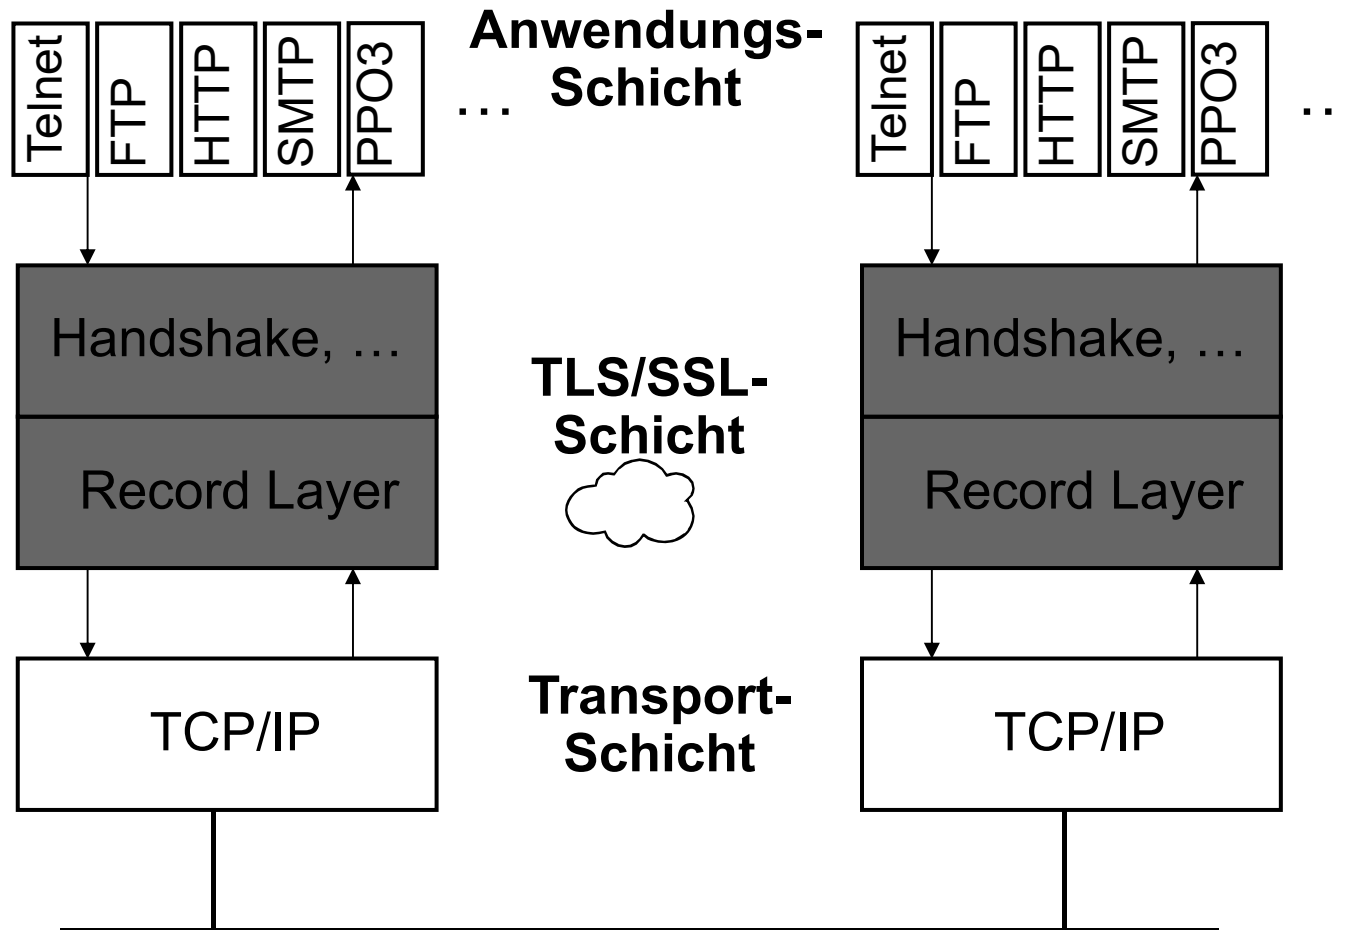 Telnet
FTP
HTTP
SMTP
PPO3
…
Anwendungs-
Schicht
Telnet
FTP
HTTP
SMTP
PPO3
..
Handshake, …
TLS/SSL-
Schicht
Handshake, …
Record Layer
Record Layer
TCP/IP
Transport-
Schicht
TCP/IP